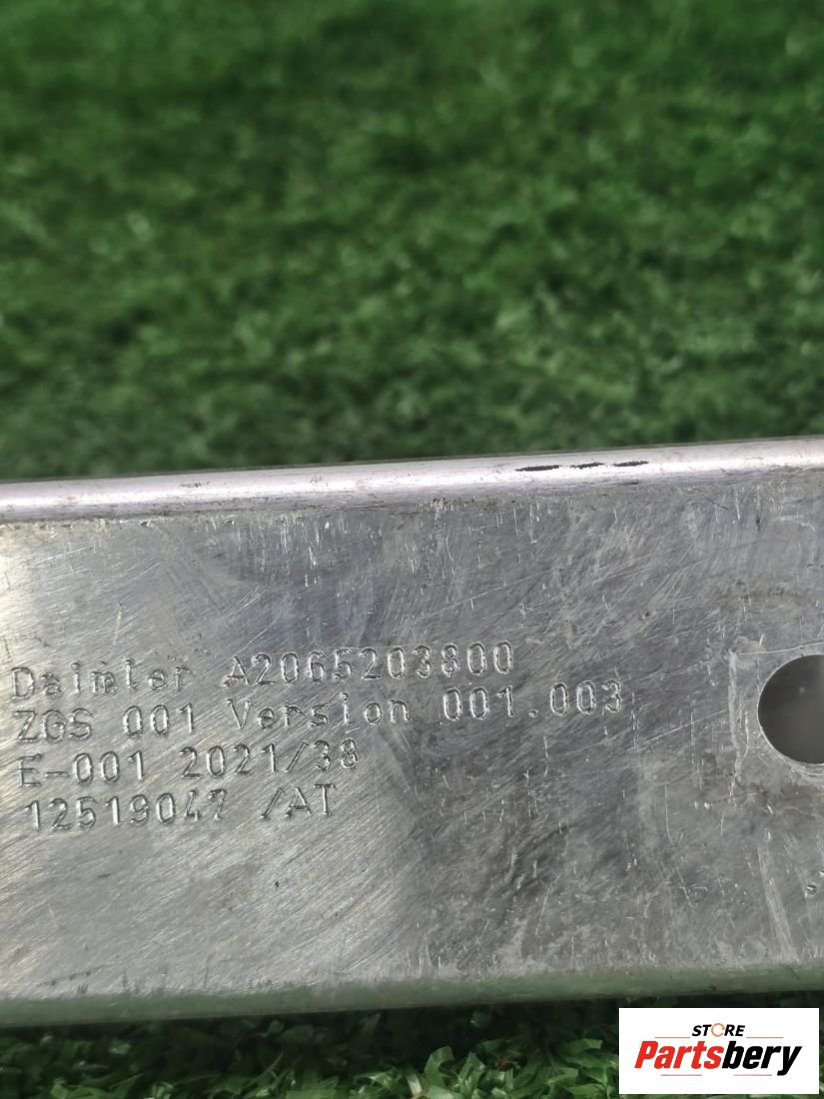 Daimler A2065203800
ZGS 001 Version 001.003
E-001 2021/38
12519047 /AT
STORE
Partsbery